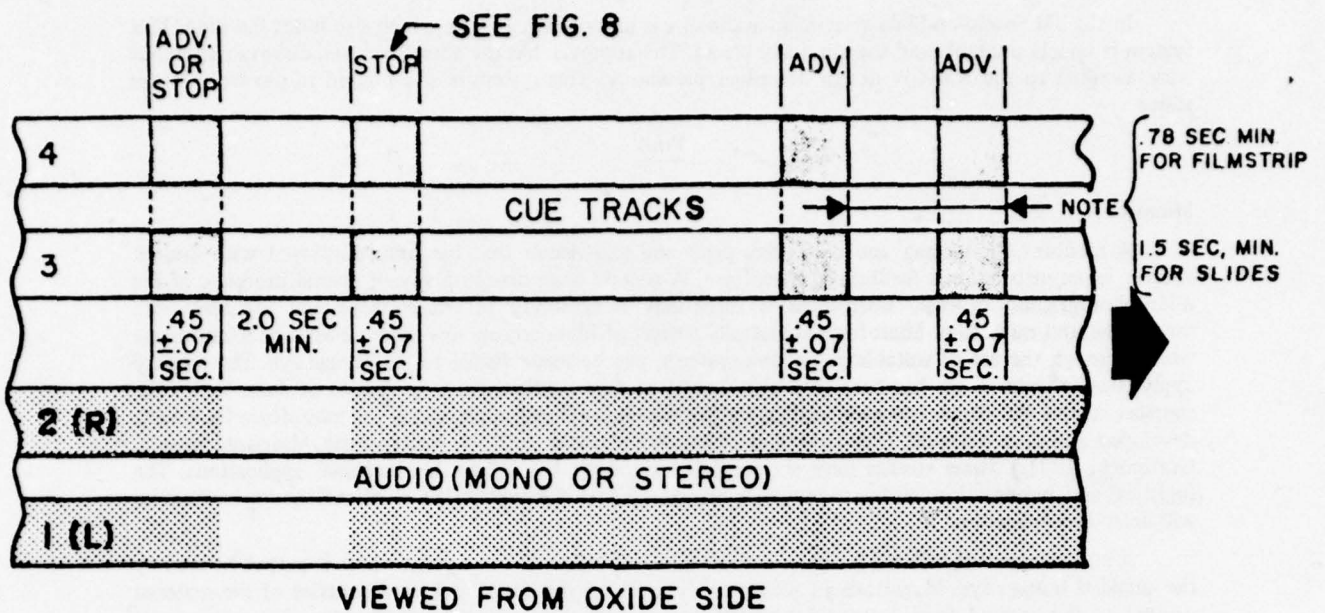 SEE FIG. 8
ADV.
OR
STOP
STOP
ADV.
ADV.
4
.78 SEC MIN.
FOR FILMSTRIP
CUE TRACKS
NOTE
3
1.5 SEC, MIN.
FOR SLIDES
.45
±.07
SEC.
2.0 SEC
MIN.
.45
±.07
SEC.
.45
±.07
SEC.
.45
±.07
SEC.
2 (R)
AUDIO (MONO OR STEREO)
1 (L)
VIEWED FROM OXIDE SIDE